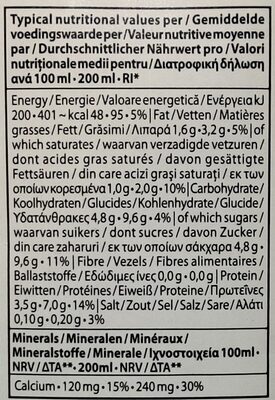 Typical nutritional values per / Gemiddelde
voedingswaarde per/Valeur nutritive moyenne
par / Durchschnittlicher Nährwert pro / Valori
nutriționale medii pentru / Διατροφική δήλωση
ανά 100 ml • 200 ml • RI*
Energy / Energie / Valoare energetică / Ενέργεια kJ
200 • 401 ~ kcal 48 • 95 • 5% | Fat / Vetten / Matières
grasses / Fett / Grăsimi / Λιπαρά 1,6 g • 3,2 g • 5% | of
which saturates / waarvan verzadigde vetzuren /
dont acides gras saturés / davon gesättigte
Fettsäuren / din care acizi grași saturați / εκ των
οποίων κορεσμένα 1,0 g • 2,0 g • 10% | Carbohydrate /
Koolhydraten / Glucides / Kohlenhydrate / Glucide /
Υδατάνθρακες 4,8 g • 9,6 g • 4% | of which sugars /
waarvan suikers / dont sucres / davon Zucker /
din care zaharuri / εκ των οποίων σάκχαρα 4,8 g •
9,6 g • 11% | Fibre / Vezels / Fibres alimentaires /
Ballaststoffe / Εδώδιμες ίνες 0,0 g • 0,0 g | Protein /
Eiwitten / Protéines / Eiweiß / Proteine / Πρωτεΐνες
3,5 g • 7,0 g • 14% | Salt / Zout / Sel / Salz / Sare / Αλάτι
0,10 g • 0,20 g • 3%
Minerals / Mineralen / Minéraux /
Mineralstoffe / Minerale / Ιχνοστοιχεία 100ml •
NRV / ΔΤΑ** • 200ml • NRV / ΔΤΑ**
Calcium • 120 mg • 15% • 240 mg • 30%